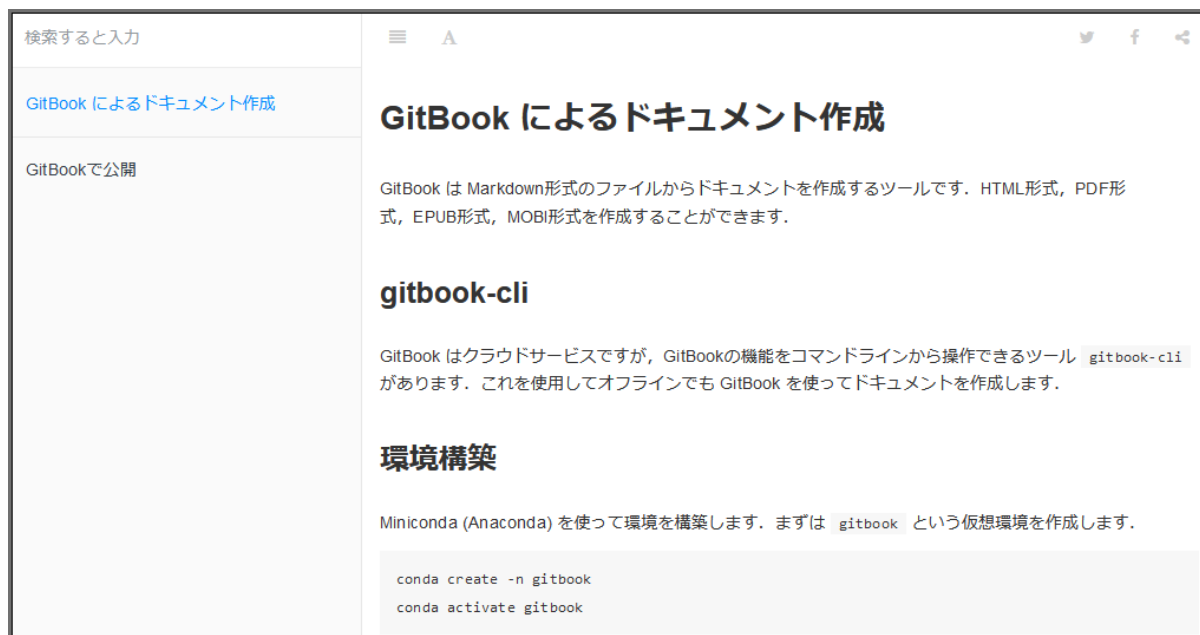 検索すると入力
GitBook によるドキュメント作成
GitBookで公開
A
GitBook によるドキュメント作成
GitBook は Markdown形式のファイルからドキュメントを作成するツールです．HTML形式，PDF形
式，EPUB形式，MOBI形式を作成することができます．
gitbook-cli
GitBook はクラウドサービスですが，GitBookの機能をコマンドラインから操作できるツール gitbook-cli
があります．これを使用してオフラインでも GitBook を使ってドキュメントを作成します．
環境構築
Miniconda (Anaconda) を使って環境を構築します．まずは gitbook という仮想環境を作成します．
conda create -n gitbook
conda activate gitbook